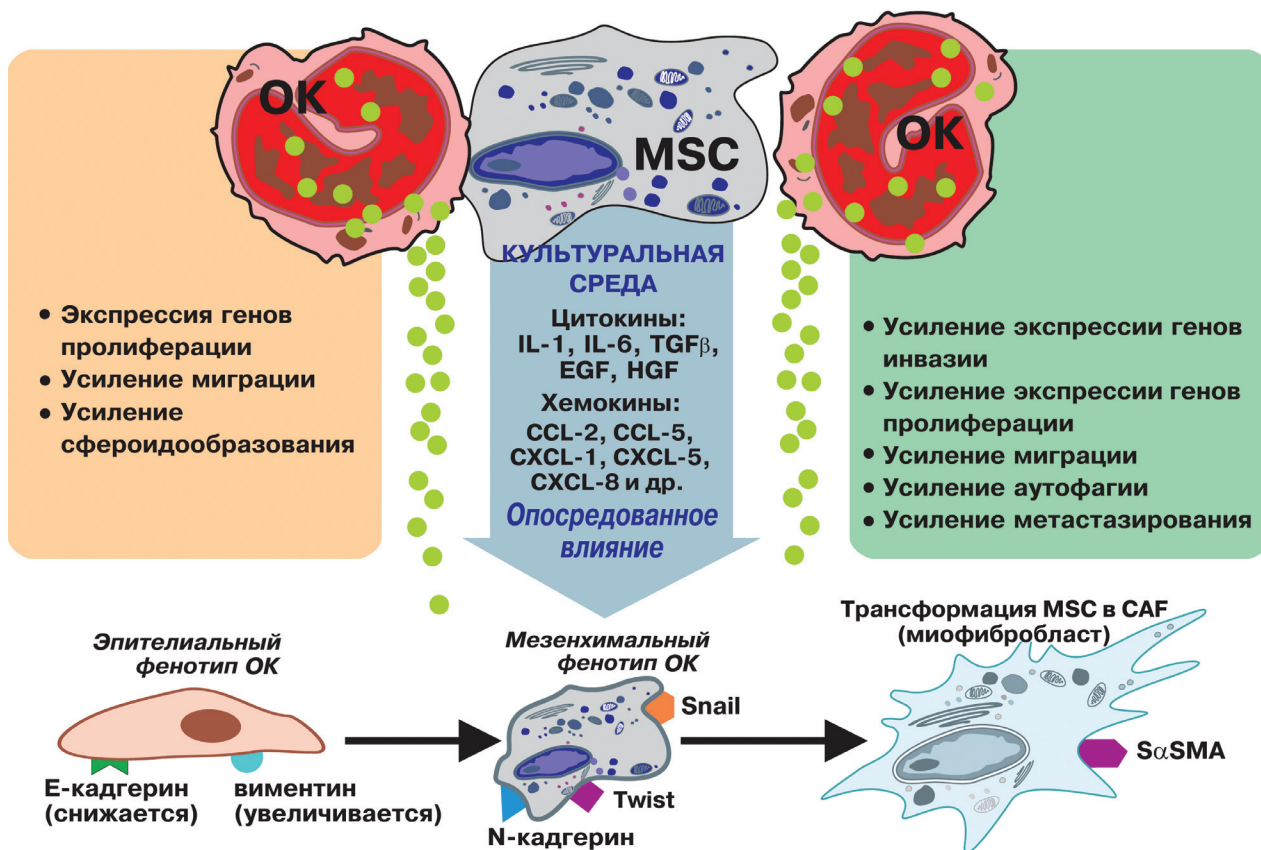 ОК
MSC
ОК
• Экспрессия генов
пролиферации
• Усиление миграции
• Усиление
сфероидообразования
КУЛЬТУРАЛЬНАЯ
СРЕДА
Цитокины:
IL-1, IL-6, TGFβ,
EGF, HGF
Хемокины:
CCL-2, CCL-5,
CXCL-1, CXCL-5,
CXCL-8 и др.
Опосредованное
влияние
• Усиление экспрессии генов
инвазии
• Усиление экспрессии генов
пролиферации
• Усиление миграции
• Усиление аутофагии
• Усиление метастазирования
Эпителиальный
фенотип ОК
Е-кадгерин
(снижается)
виментин
(увеличивается)
Мезенхимальный
фенотип ОК
Snail
Twist
N-кадгерин
Трансформация MSC в CAF
(миофибробласт)
SαSMA